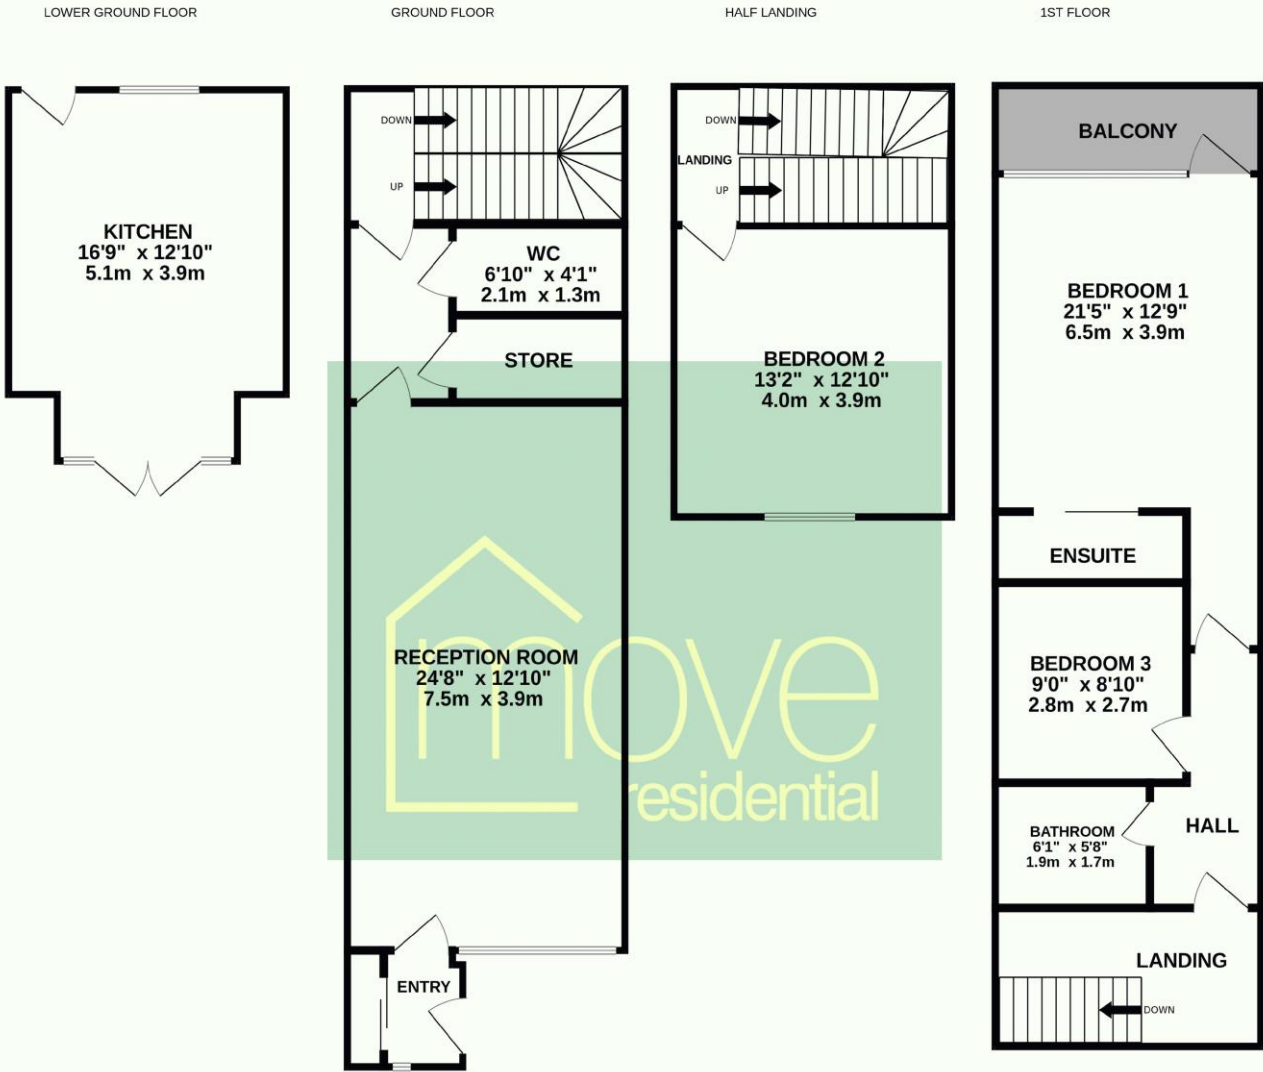 LOWER GROUND FLOOR
GROUND FLOOR
HALF LANDING
1ST FLOOR
KITCHEN
16'9" x 12'10"
5.1m x 3.9m
DOWN
UP
WC
6'10" x 4'1"
2.1m x 1.3m
STORE
RECEPTION ROOM
24'8" x 12'10"
7.5m x 3.9m
ENTRY
DOWN
LANDING
UP
BEDROOM 2
13'2" x 12'10"
4.0m x 3.9m
BALCONY
BEDROOM 1
21'5" x 12'9"
6.5m x 3.9m
ENSUITE
BEDROOM 3
9'0" x 8'10"
2.8m x 2.7m
BATHROOM
6'1" x 5'8"
1.9m x 1.7m
HALL
LANDING
DOWN
move
residential